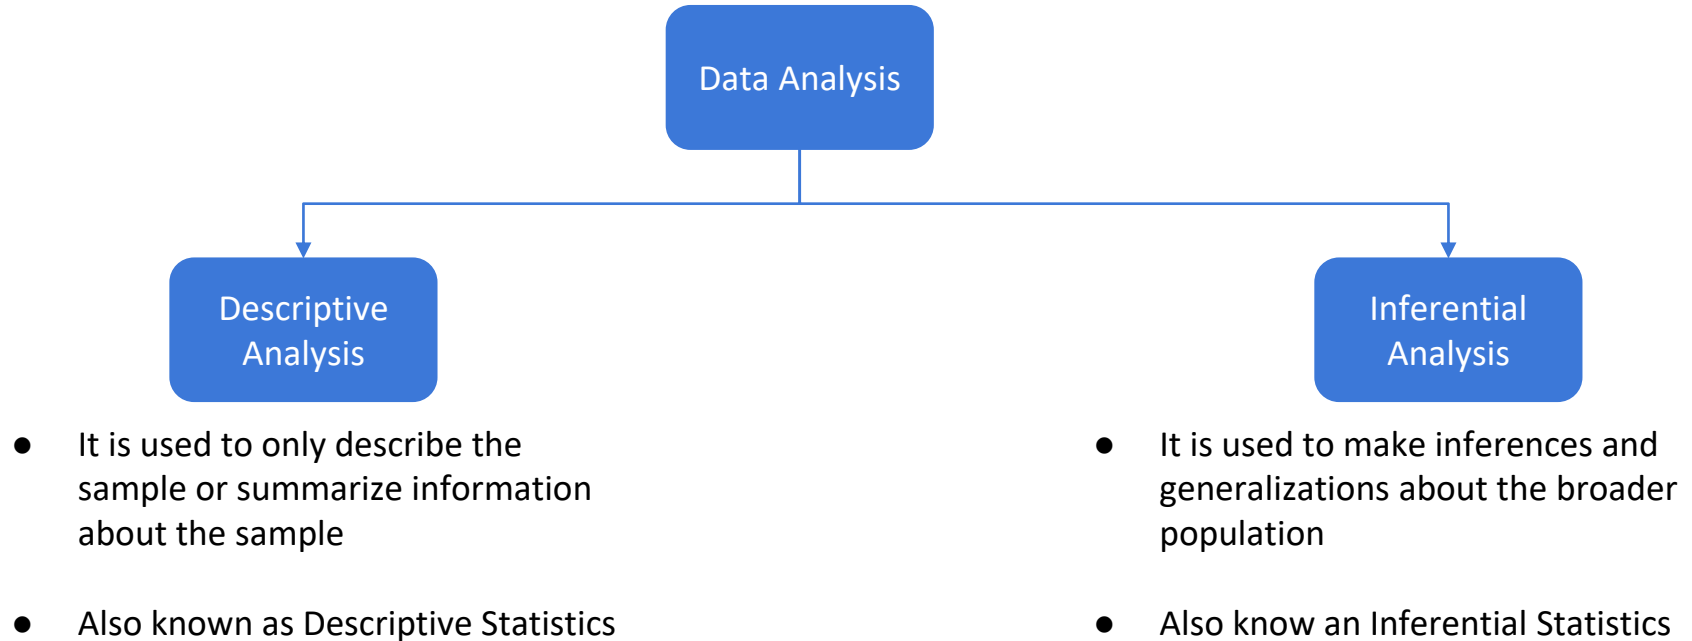 Data Analysis
Descriptive
Analysis
Inferential
Analysis
● It is used to only describe the
sample or summarize information
about the sample
● Also known as Descriptive Statistics
● It is used to make inferences and
generalizations about the broader
population
● Also know an Inferential Statistics